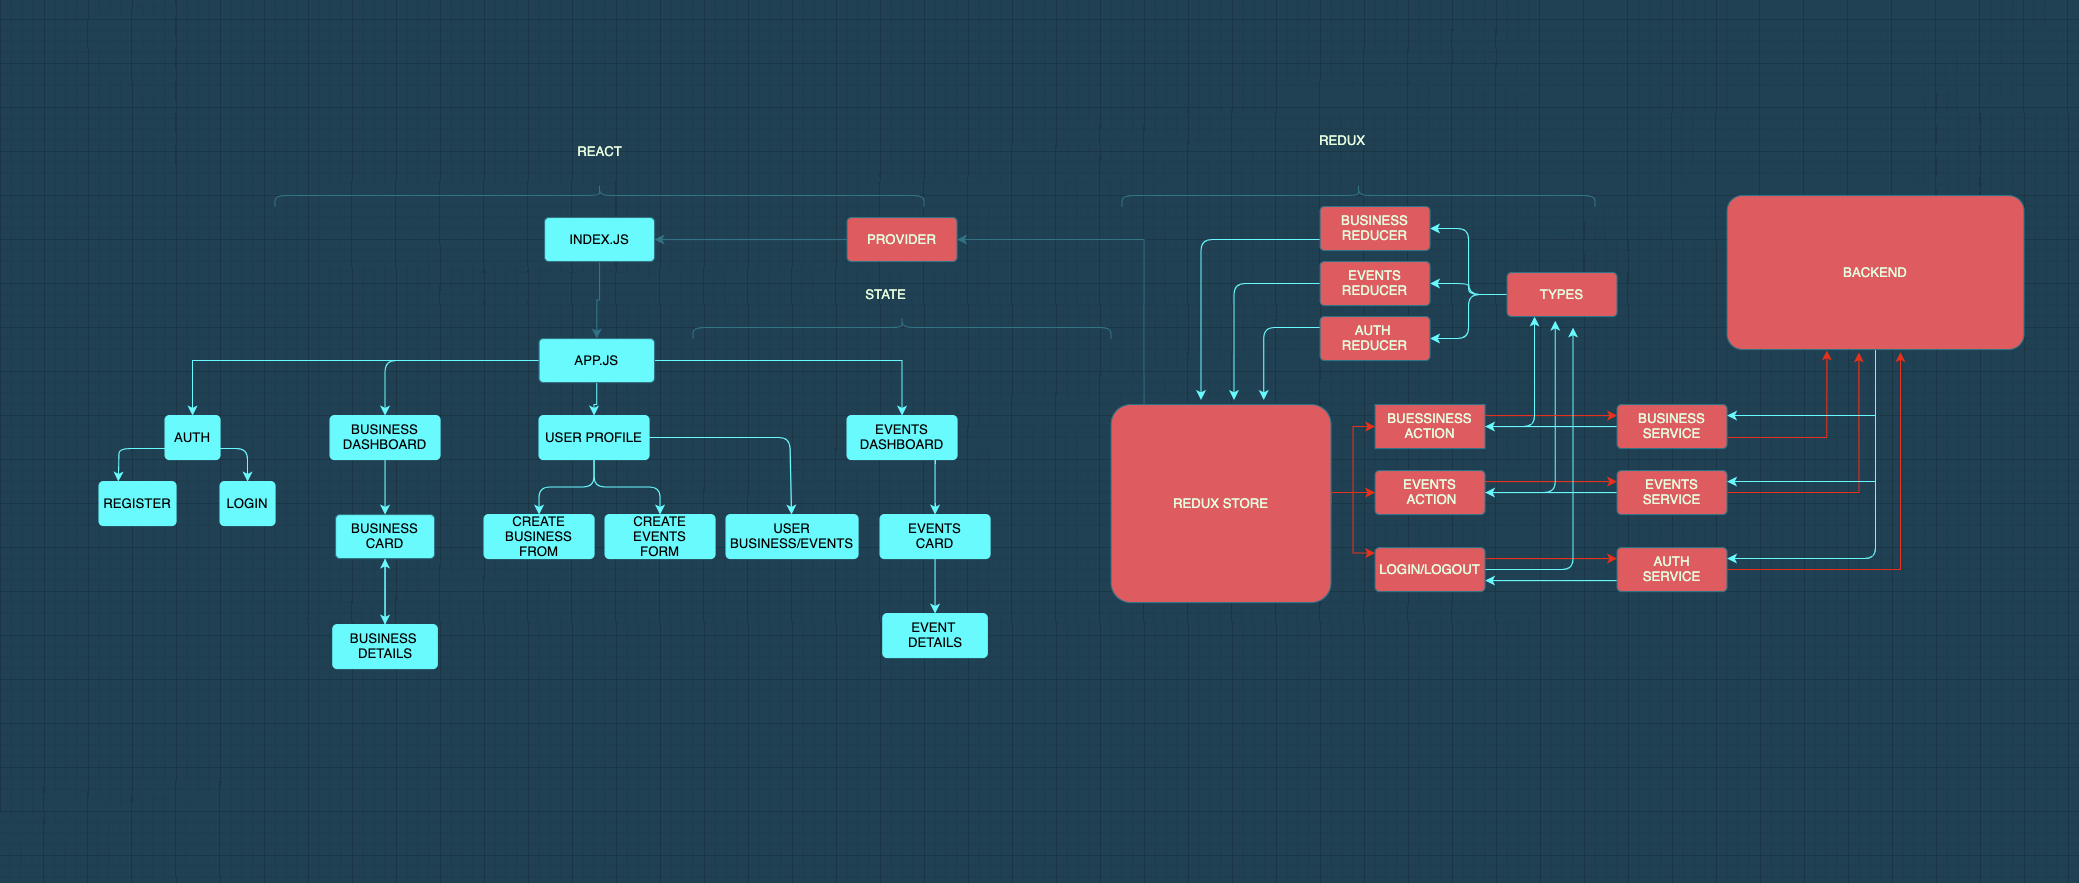 REACT
REDUX
INDEX.JS
PROVIDER
STATE
APP.JS
AUTH
BUSINESS
DASHBOARD
USER PROFILE
EVENTS
DASHBOARD
REGISTER
LOGIN
BUSINESS
CARD
CREATE
BUSINESS
FROM
CREATE
EVENTS
FORM
USER
BUSINESS/EVENTS
EVENTS
CARD
BUSINESS
DETAILS
EVENT
DETAILS
BUSINESS
REDUCER
EVENTS
REDUCER
AUTH
REDUCER
TYPES
BACKEND
REDUX STORE
BUESSINESS
ACTION
BUSINESS
SERVICE
EVENTS
ACTION
EVENTS
SERVICE
LOGIN/LOGOUT
AUTH
SERVICE